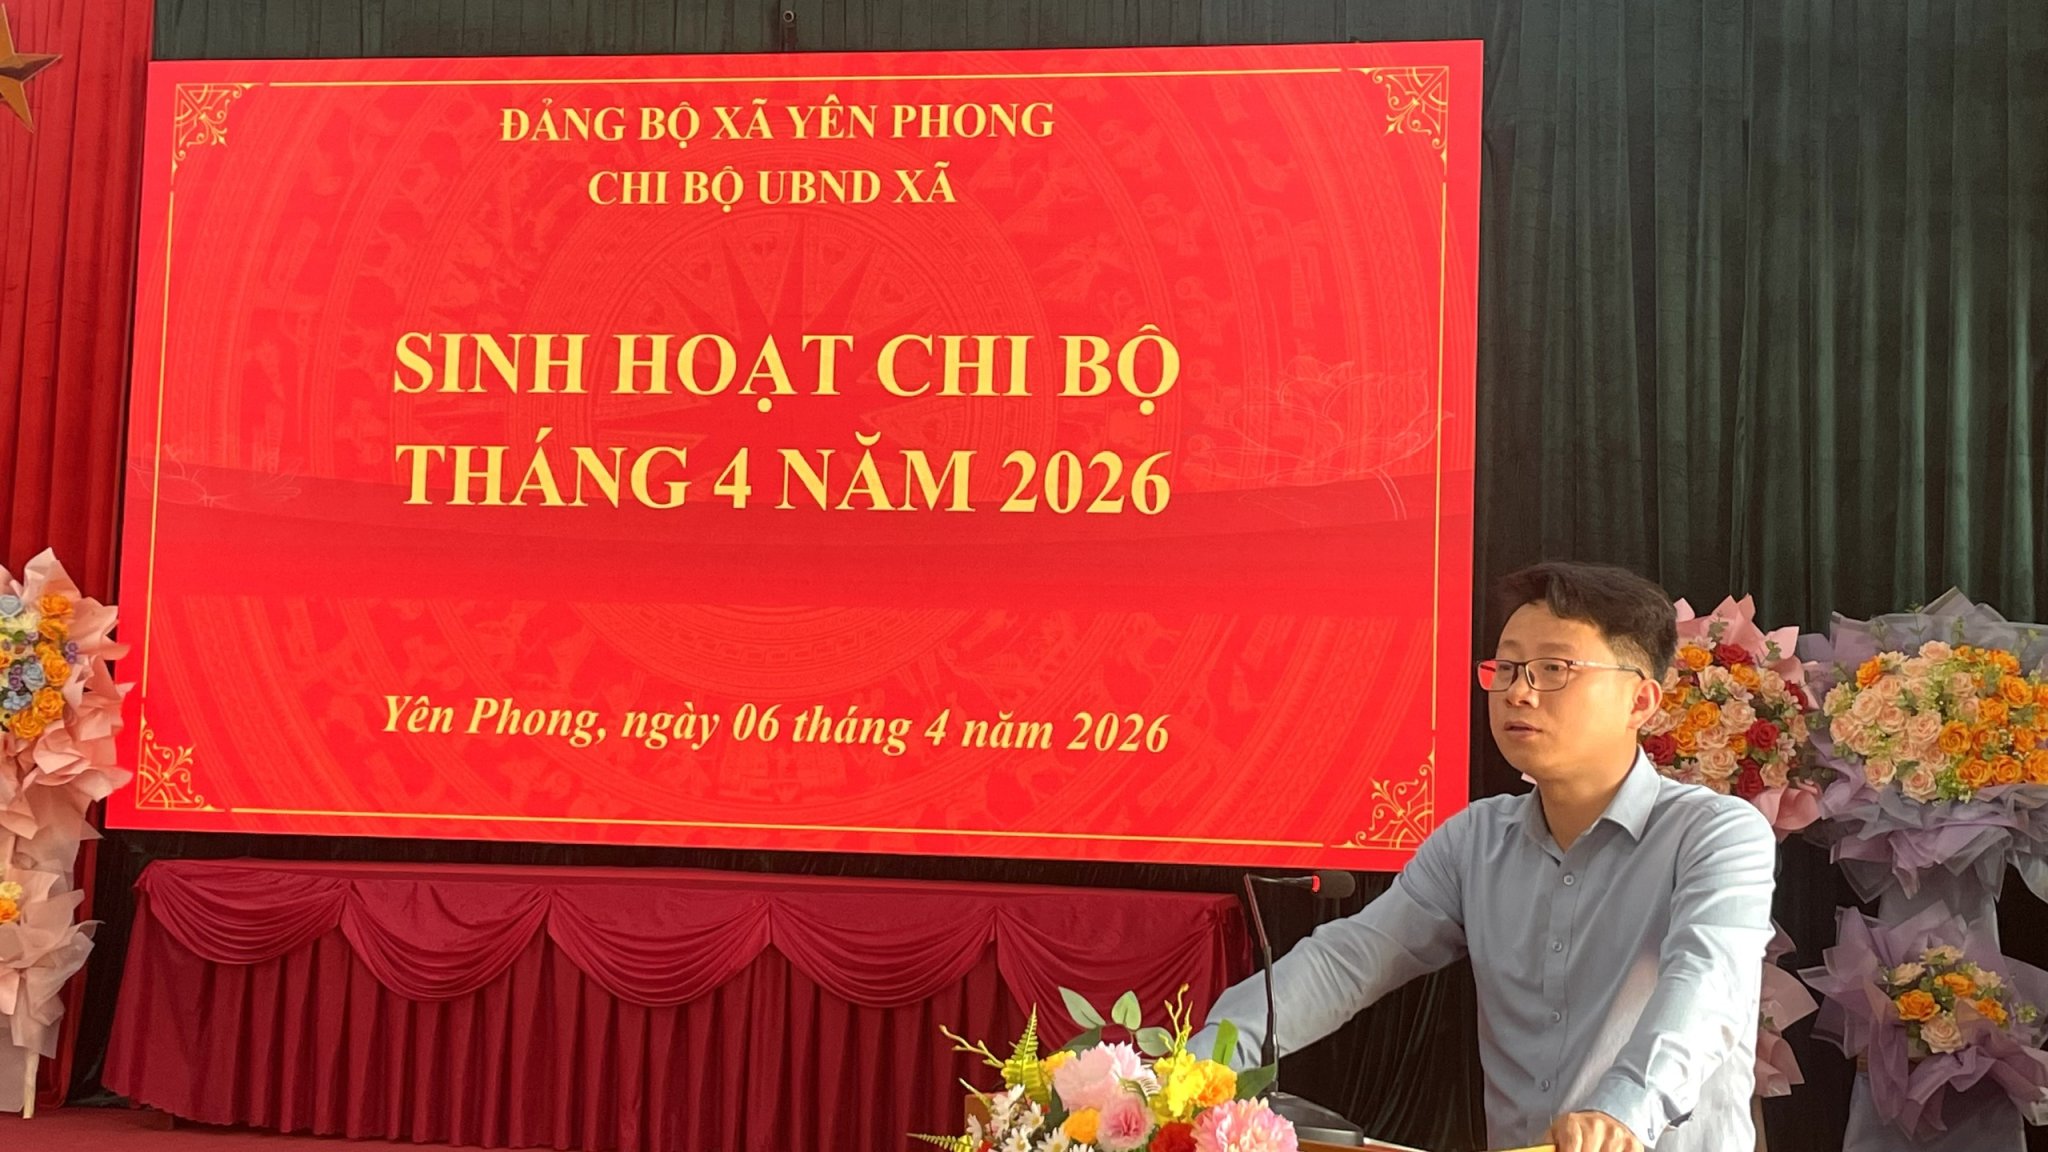 ĐẢNG BỘ XÃ YÊN PHONG
CHI BỘ UBND XÃ
SINH HOẠT CHI BỘ
THÁNG 4 NĂM 2026
Yên Phong, ngày 06 tháng 4 năm 2026